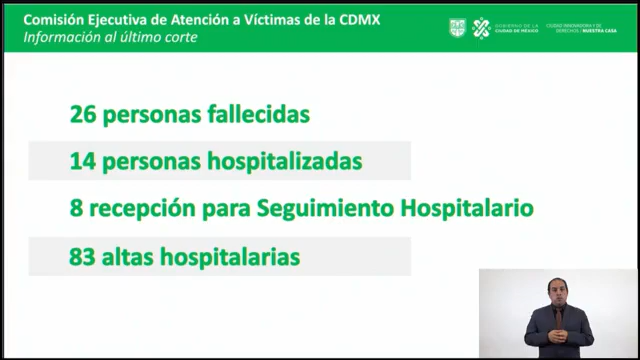 Comisión Ejecutiva de Atención a Víctimas de la CDMX
Información al último corte
GOBIERNO DE LA
CIUDAD DE MÉXICO
CIUDAD INNOVADORA Y DE
DERECHOS / NUESTRA CASA
26 personas fallecidas
14 personas hospitalizadas
8 recepción para Seguimiento Hospitalario
83 altas hospitalarias